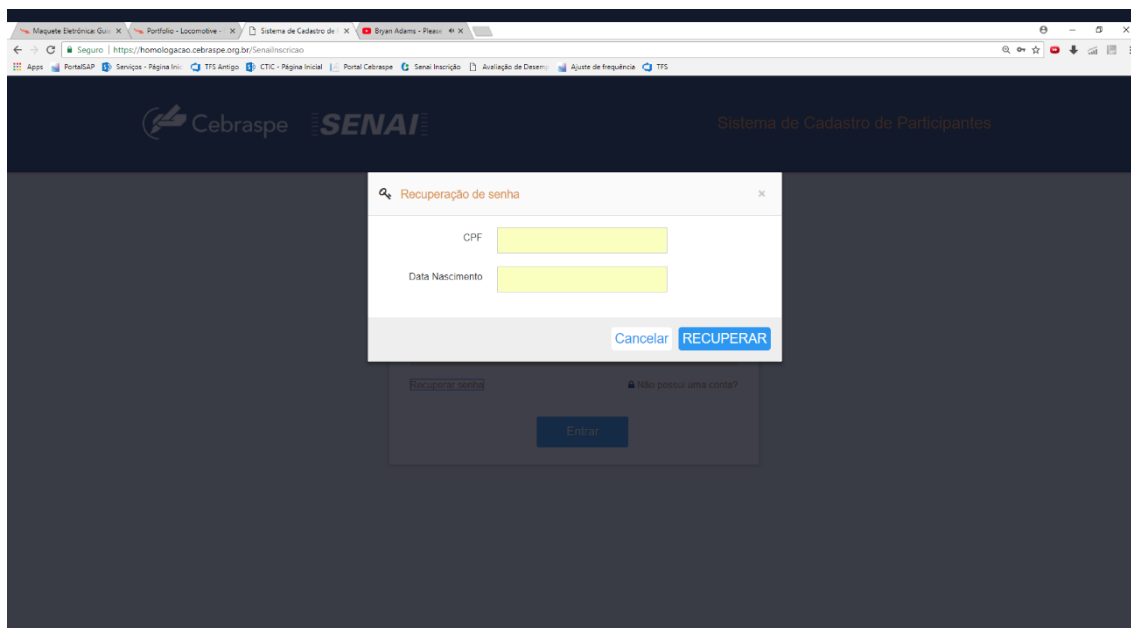 Maquete Eletrônica: Gui
Portfolio - Locomotive -
Sistema de Cadastro de
Bryan Adams - Please
Seguro | https://homologacao.cebraspe.org.br/SenaiInscricao
Apps PortalSAP Serviços - Página Inic TFS Antigo CTIC - Página Inicial Portal Cebraspe Senai Inscrição Avaliação de Desemp Ajuste de frequência TFS
Cebraspe SENAI Sistema de Cadastro de Participantes
Recuperação de senha ×
CPF
Data Nascimento
Cancelar RECUPERAR
Recuperar senha Não possui uma conta?
Entrar